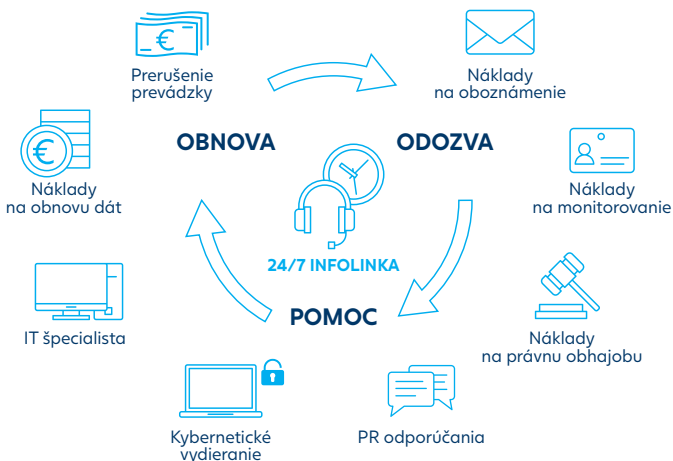 Prerušenie
prevádzky
Náklady
na oboznámenie
OBNOVA
ODOZVA
Náklady
na obnovu dát
Náklady
na monitorovanie
24/7 INFOLINKA
POMOC
IT špecialista
Náklady
na právnu obhajobu
Kybernetické
vydieranie
PR odporúčania